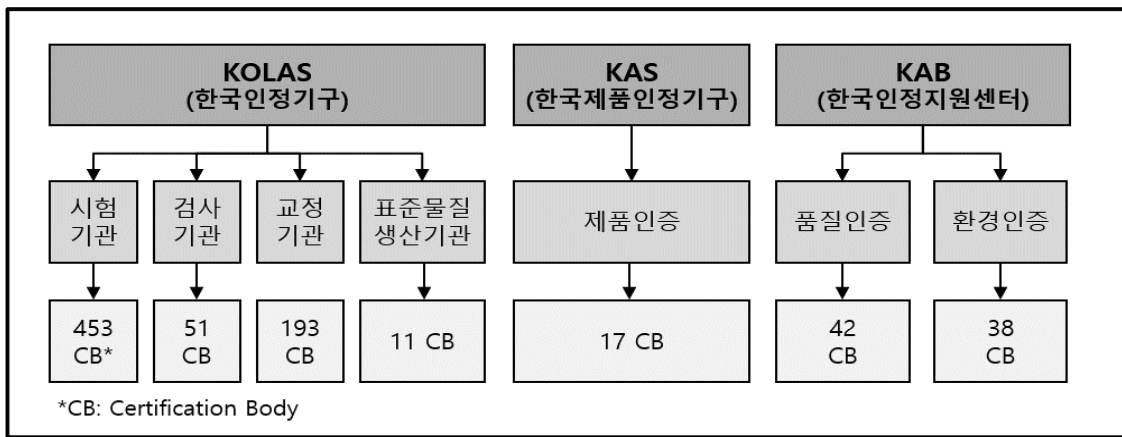 KOLAS
(한국인정기구)
KAS
(한국제품인정기구)
KAB
(한국인정지원센터)
시험
기관
검사
기관
교정
기관
표준물질
생산기관
제품인증
품질인증
환경인증
453
CB*
51
CB
193
CB
11 CB
17 CB
42
CB
38
CB
*CB: Certification Body